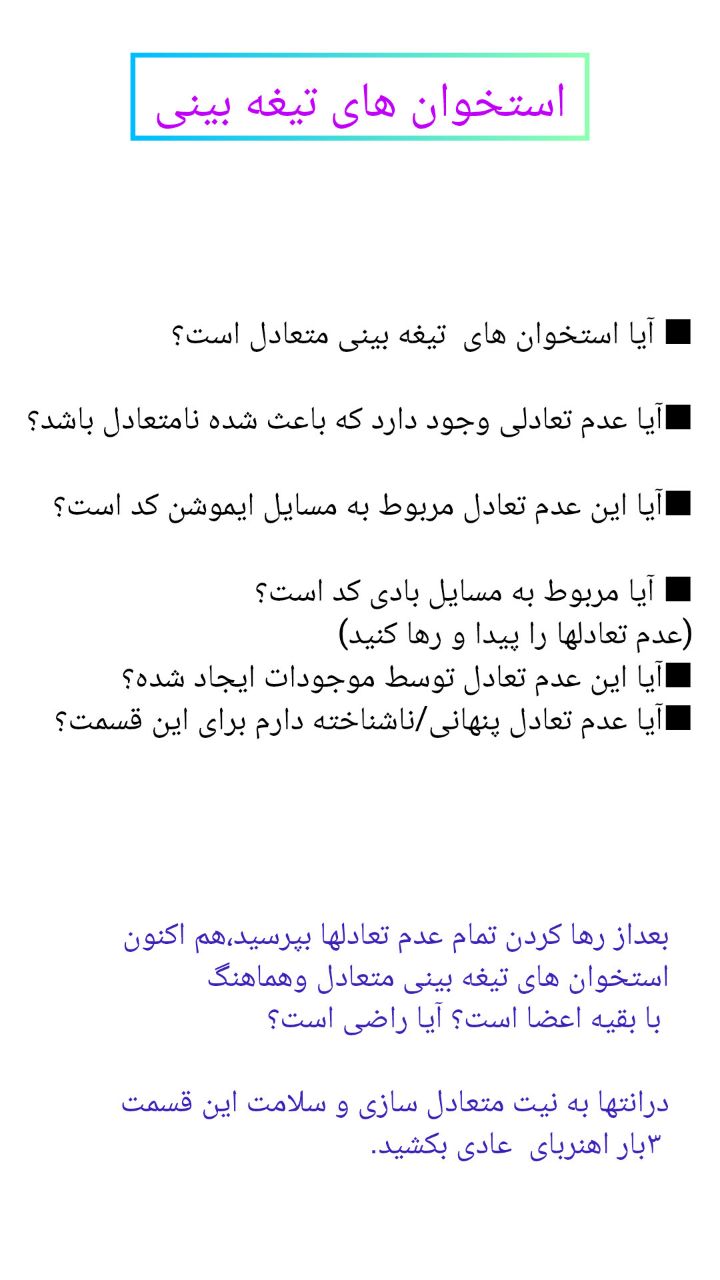 استخوان های تیغه بینی
■ آیا استخوان های تیغه بینی متعادل است؟
■آیا عدم تعادلی وجود دارد که باعث شده نامتعادل باشد؟
■آیا این عدم تعادل مربوط به مسایل ایموشن کد است؟
■ آیا مربوط به مسایل بادی کد است؟
(عدم تعادلها را پیدا و رها کنید)
■آیا این عدم تعادل توسط موجودات ایجاد شده؟
■آیا عدم تعادل پنهانی/ناشناخته دارم برای این قسمت؟
بعداز رها کردن تمام عدم تعادلها بپرسید،هم اکنون
استخوان های تیغه بینی متعادل وهماهنگ
با بقیه اعضا است؟ آیا راضی است؟
درانتها به نیت متعادل سازی و سلامت این قسمت
۳بار اهنربای عادی بکشید.